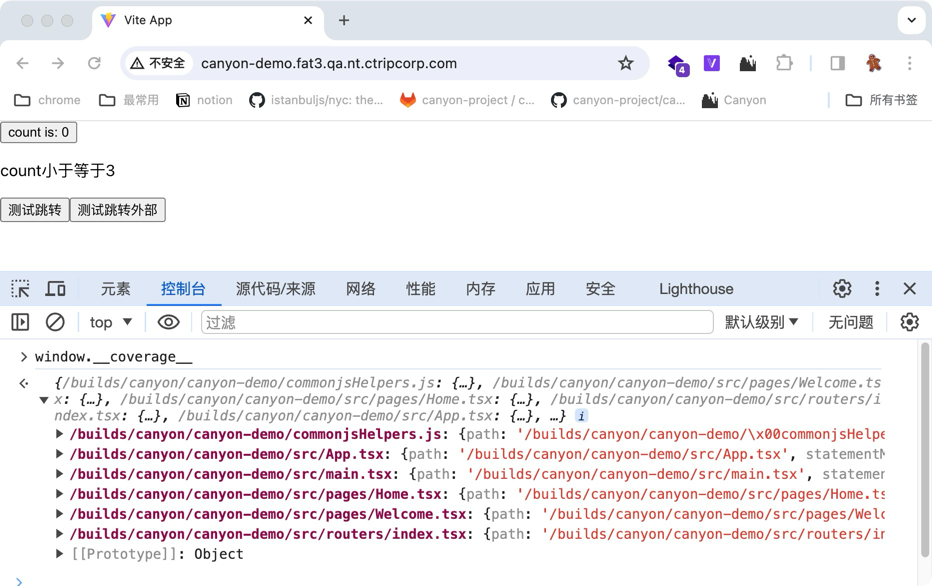 Vite App
不安全 canyon-demo.fat3.qa.nt.ctripcorp.com 4
chrome 最常用 notion istanbuljs/nyc: the... canyon-project / c... canyon-project/ca... Canyon 所有书签
count is: 0
count小于等于3
测试跳转 测试跳转外部
元素 控制台 源代码/来源 网络 性能 内存 应用 安全 Lighthouse
top 过滤 默认级别 无问题
window.__coverage__
{/builds/canyon/canyon-demo/commonjsHelpers.js: {…}, /builds/canyon/canyon-demo/src/pages/Welcome.ts
x: {…}, /builds/canyon/canyon-demo/src/pages/Home.tsx: {…}, /builds/canyon/canyon-demo/src/routers/i
ndex.tsx: {…}, /builds/canyon/canyon-demo/src/App.tsx: {…}, …} i
/builds/canyon/canyon-demo/commonjsHelpers.js: {path: '/builds/canyon/canyon-demo/\x00commonjsHelpe
/builds/canyon/canyon-demo/src/App.tsx: {path: '/builds/canyon/canyon-demo/src/App.tsx', statementM
/builds/canyon/canyon-demo/src/main.tsx: {path: '/builds/canyon/canyon-demo/src/main.tsx', statemen
/builds/canyon/canyon-demo/src/pages/Home.tsx: {path: '/builds/canyon/canyon-demo/src/pages/Home.ts
/builds/canyon/canyon-demo/src/pages/Welcome.tsx: {path: '/builds/canyon/canyon-demo/src/pages/Welc
/builds/canyon/canyon-demo/src/routers/index.tsx: {path: '/builds/canyon/canyon-demo/src/routers/in
[[Prototype]]: Object